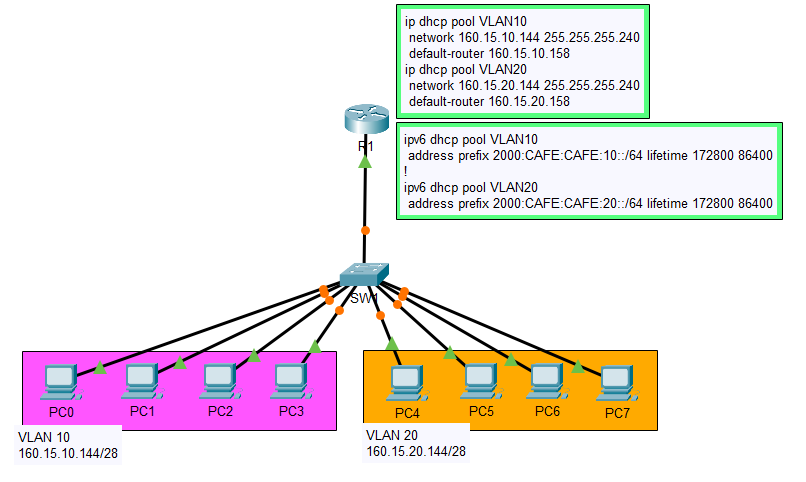 ip dhcp pool VLAN10
network 160.15.10.144 255.255.255.240
default-router 160.15.10.158
ip dhcp pool VLAN20
network 160.15.20.144 255.255.255.240
default-router 160.15.20.158
R1
ipv6 dhcp pool VLAN10
address prefix 2000:CAFE:CAFE:10::/64 lifetime 172800 86400
!
ipv6 dhcp pool VLAN20
address prefix 2000:CAFE:CAFE:20::/64 lifetime 172800 86400
SW1
PC0
PC1
PC2
PC3
PC4
PC5
PC6
PC7
VLAN 10
160.15.10.144/28
VLAN 20
160.15.20.144/28